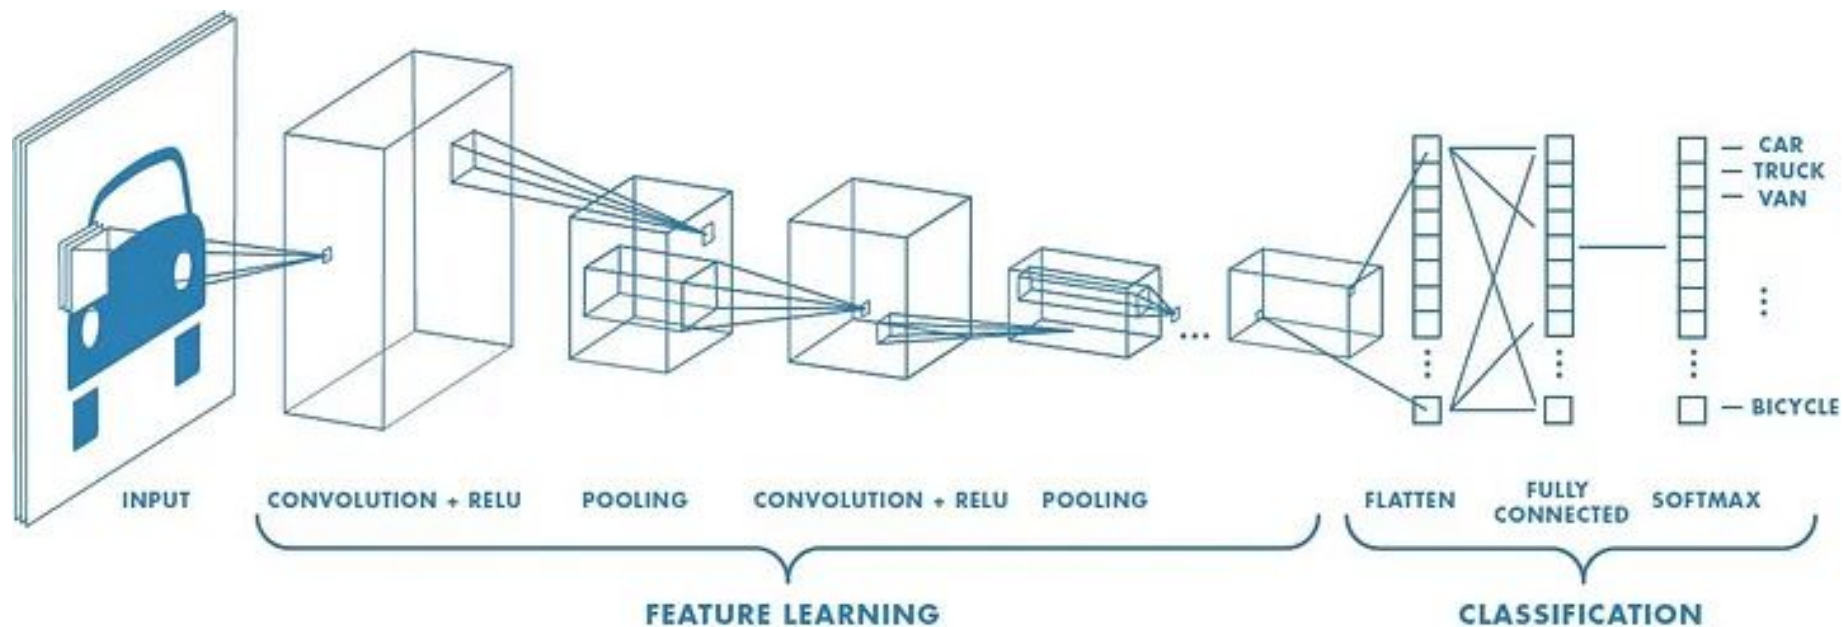 CAR
TRUCK
VAN
BICYCLE
INPUT
CONVOLUTION + RELU
POOLING
CONVOLUTION + RELU
POOLING
FLATTEN
FULLY
CONNECTED
SOFTMAX
FEATURE LEARNING
CLASSIFICATION